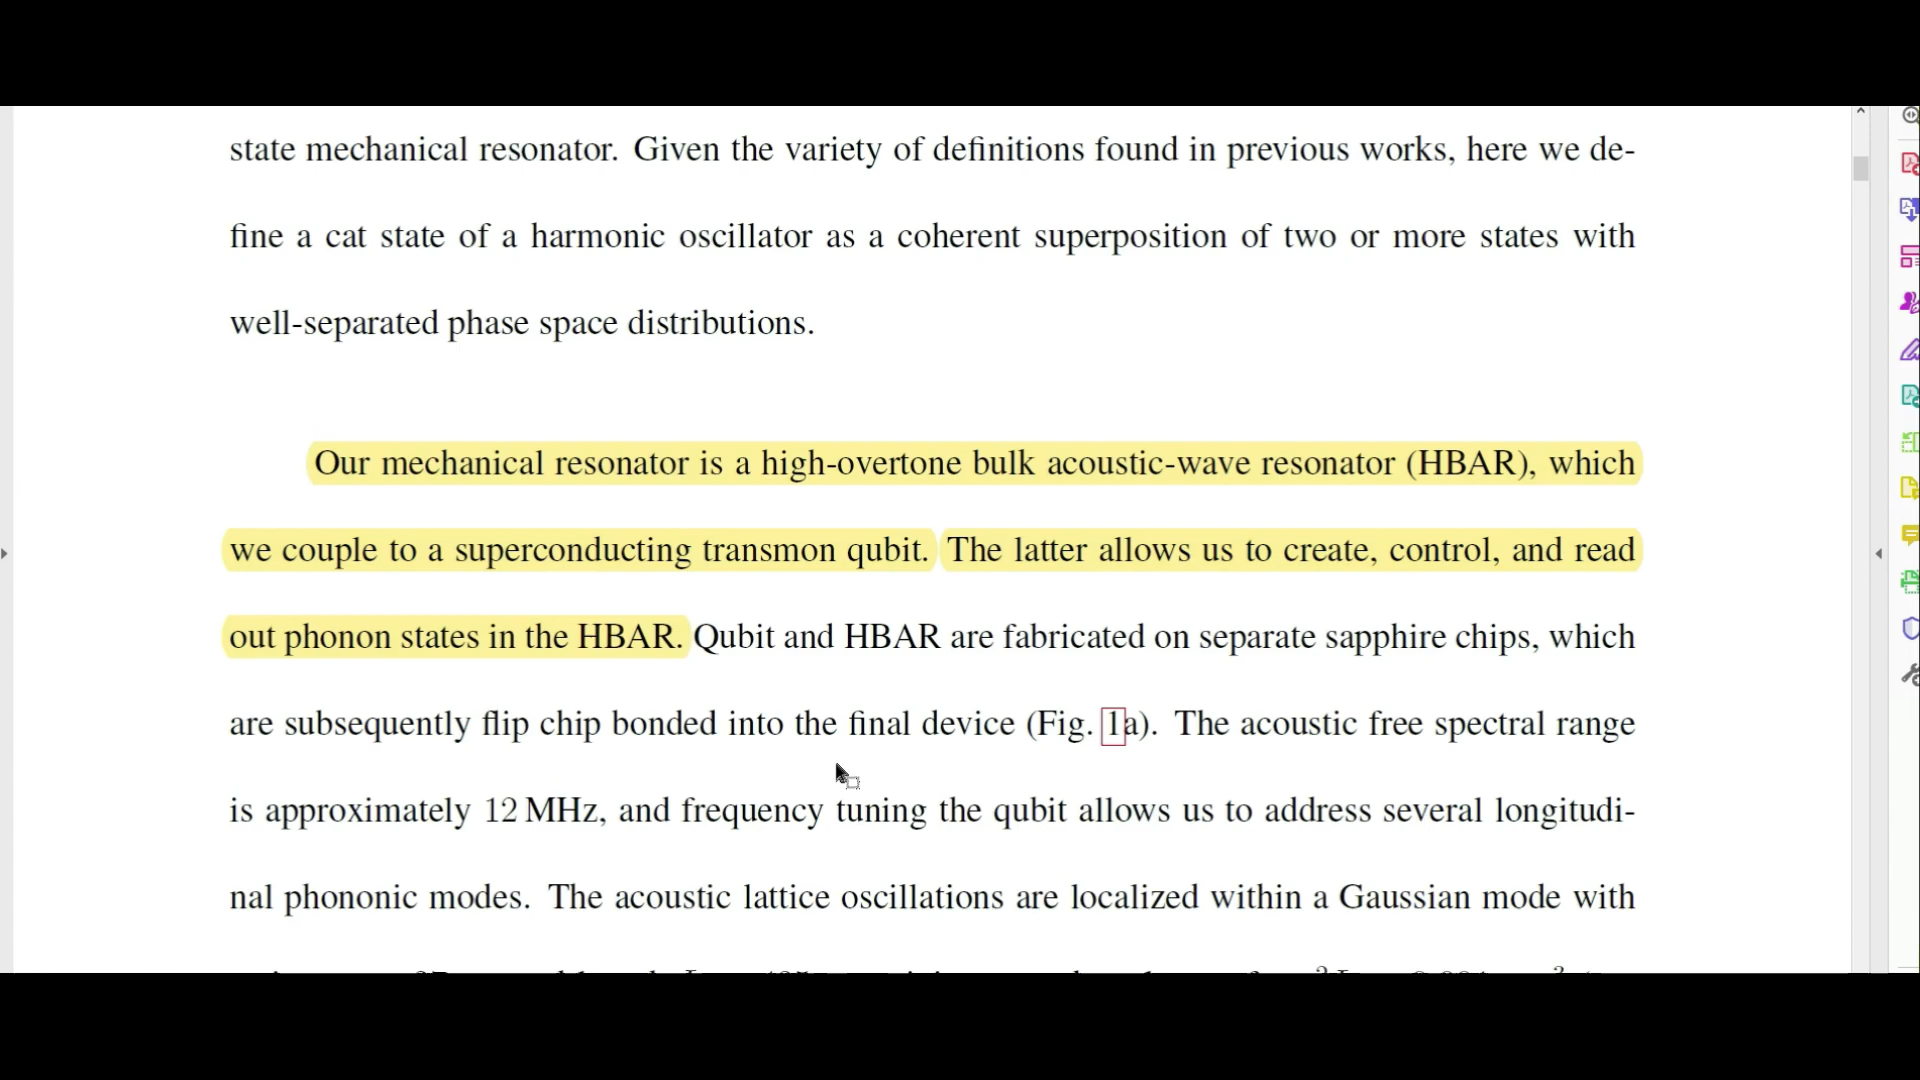 state mechanical resonator. Given the variety of definitions found in previous works, here we de-
fine a cat state of a harmonic oscillator as a coherent superposition of two or more states with
well-separated phase space distributions.
Our mechanical resonator is a high-overtone bulk acoustic-wave resonator (HBAR), which
we couple to a superconducting transmon qubit. The latter allows us to create, control, and read
out phonon states in the HBAR. Qubit and HBAR are fabricated on separate sapphire chips, which
are subsequently flip chip bonded into the final device (Fig. 1a). The acoustic free spectral range
is approximately 12 MHz, and frequency tuning the qubit allows us to address several longitudi-
nal phononic modes. The acoustic lattice oscillations are localized within a Gaussian mode with